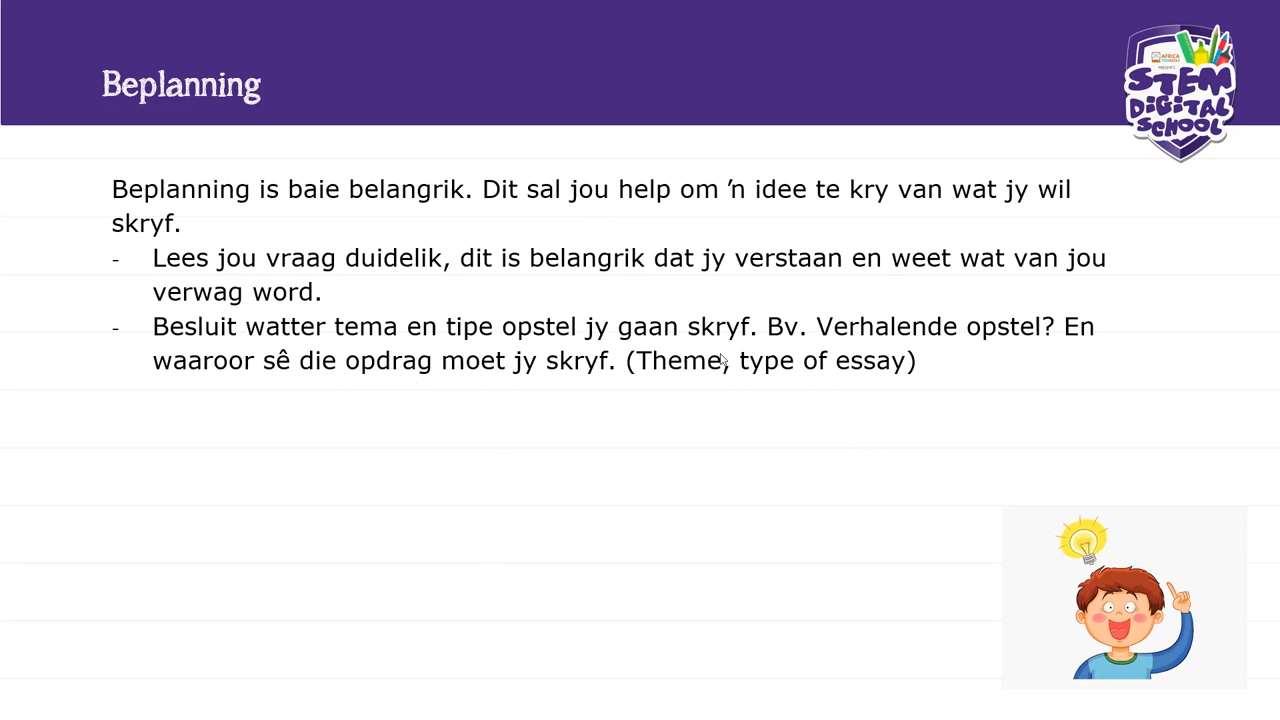 Beplanning
AFRICA
STEM
DIGITAL
SCHOOL
Beplanning is baie belangrik. Dit sal jou help om ŉ idee te kry van wat jy wil
skryf.
- Lees jou vraag duidelik, dit is belangrik dat jy verstaan en weet wat van jou
verwag word.
- Besluit watter tema en tipe opstel jy gaan skryf. Bv. Verhalende opstel? En
waaroor sê die opdrag moet jy skryf. (Theme, type of essay)